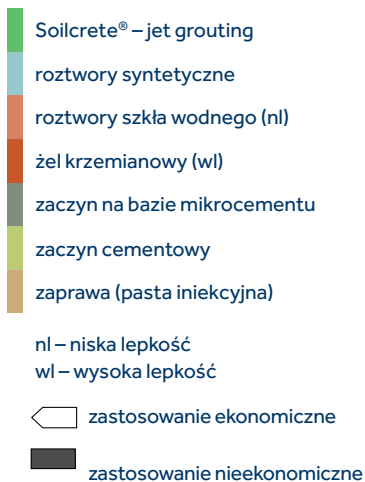 Soilcrete® – jet grouting
roztwory syntetyczne
roztwory szkła wodnego (nl)
żel krzemianowy (wl)
zaczyn na bazie mikrocementu
zaczyn cementowy
zaprawa (pasta iniekcyjna)
nl – niska lepkość
wl – wysoka lepkość
zastosowanie ekonomiczne
zastosowanie nieekonomiczne